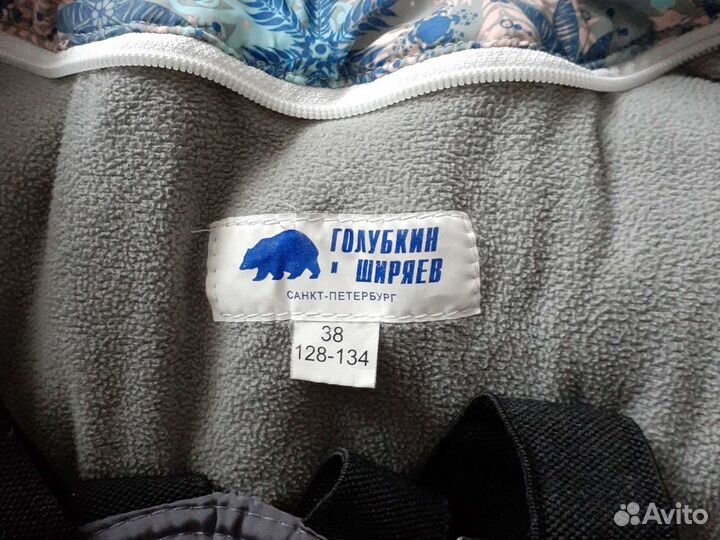 ГОЛУБКИН
и ШИРЯЕВ
САНКТ-ПЕТЕРБУРГ
38
128-134
Avito